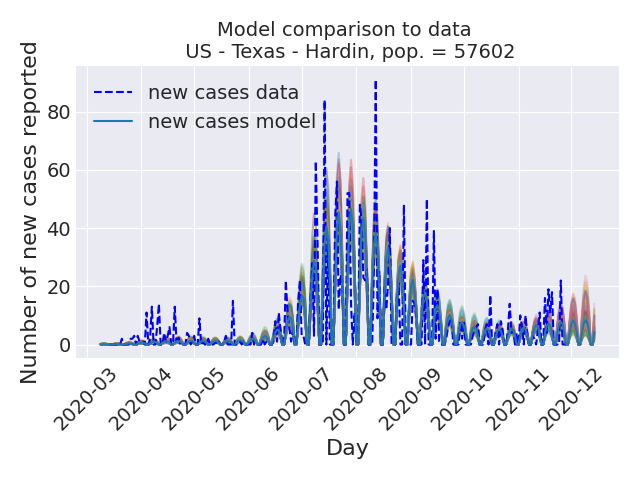 Model comparison to data
US - Texas - Hardin, pop. = 57602
Number of new cases reported
80
60
40
20
0
new cases data
new cases model
2020-03
2020-04
2020-05
2020-06
2020-07
2020-08
2020-09
2020-10
2020-11
2020-12
Day